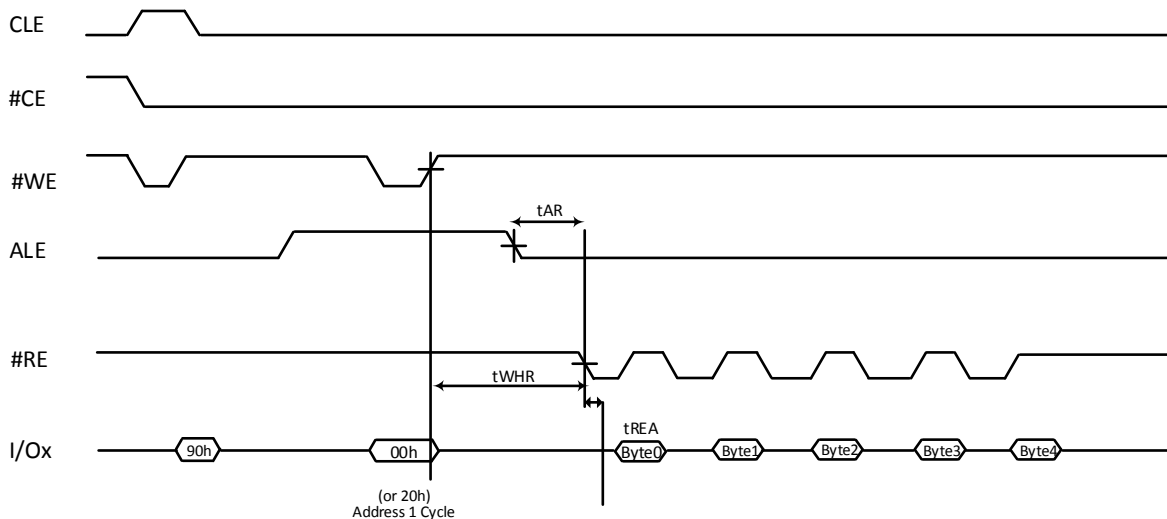 CLE
#CE
#WE
tAR
ALE
#RE
tWHR
tREA
I/Ox
90h
00h
Byte0
Byte1
Byte2
Byte3
Byte4
(or 20h)
Address 1 Cycle